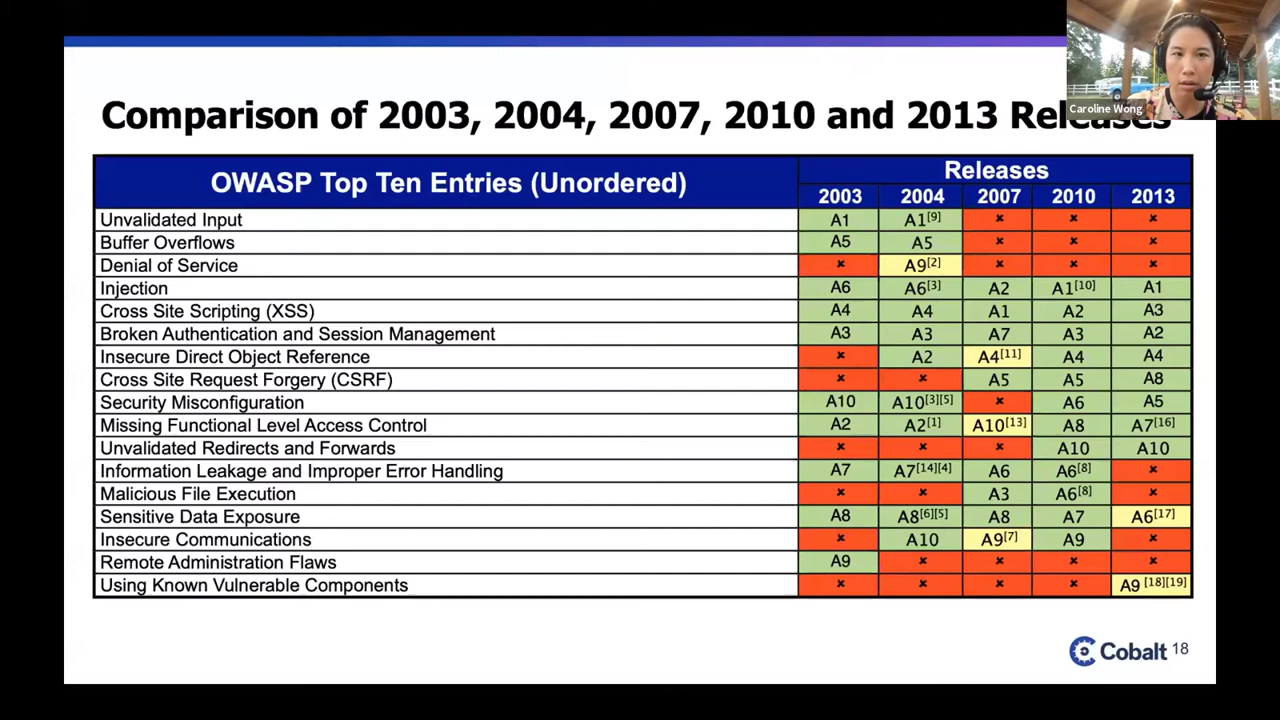 Caroline Wong
Comparison of 2003, 2004, 2007, 2010 and 2013 Releases
OWASP Top Ten Entries (Unordered) Releases
2003 2004 2007 2010 2013
Unvalidated Input A1 A1[9] × × ×
Buffer Overflows A5 A5 × × ×
Denial of Service × A9[2] × × ×
Injection A6 A6[3] A2 A1[10] A1
Cross Site Scripting (XSS) A4 A4 A1 A2 A3
Broken Authentication and Session Management A3 A3 A7 A3 A2
Insecure Direct Object Reference × A2 A4[11] A4 A4
Cross Site Request Forgery (CSRF) × × A5 A5 A8
Security Misconfiguration A10 A10[3][5] × A6 A5
Missing Functional Level Access Control A2 A2[1] A10[13] A8 A7[16]
Unvalidated Redirects and Forwards × × × A10 A10
Information Leakage and Improper Error Handling A7 A7[14][4] A6 A6[8] ×
Malicious File Execution × × A3 A6[8] ×
Sensitive Data Exposure A8 A8[6][5] A8 A7 A6[17]
Insecure Communications × A10 A9[7] A9 ×
Remote Administration Flaws A9 × × × ×
Using Known Vulnerable Components × × × × A9 [18][19]
Cobalt 18